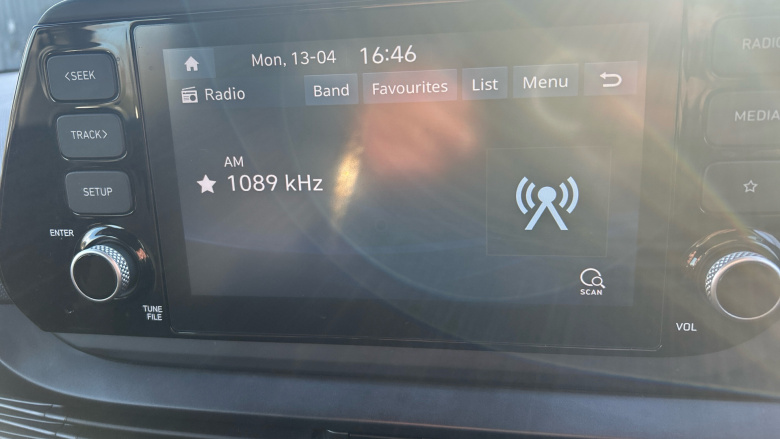 <SEEK
TRACK>
SETUP
ENTER
TUNE
FILE
Mon, 13-04 16:46
Radio Band Favourites List Menu
AM
1089 kHz
SCAN
RADIO
MEDIA
VOL